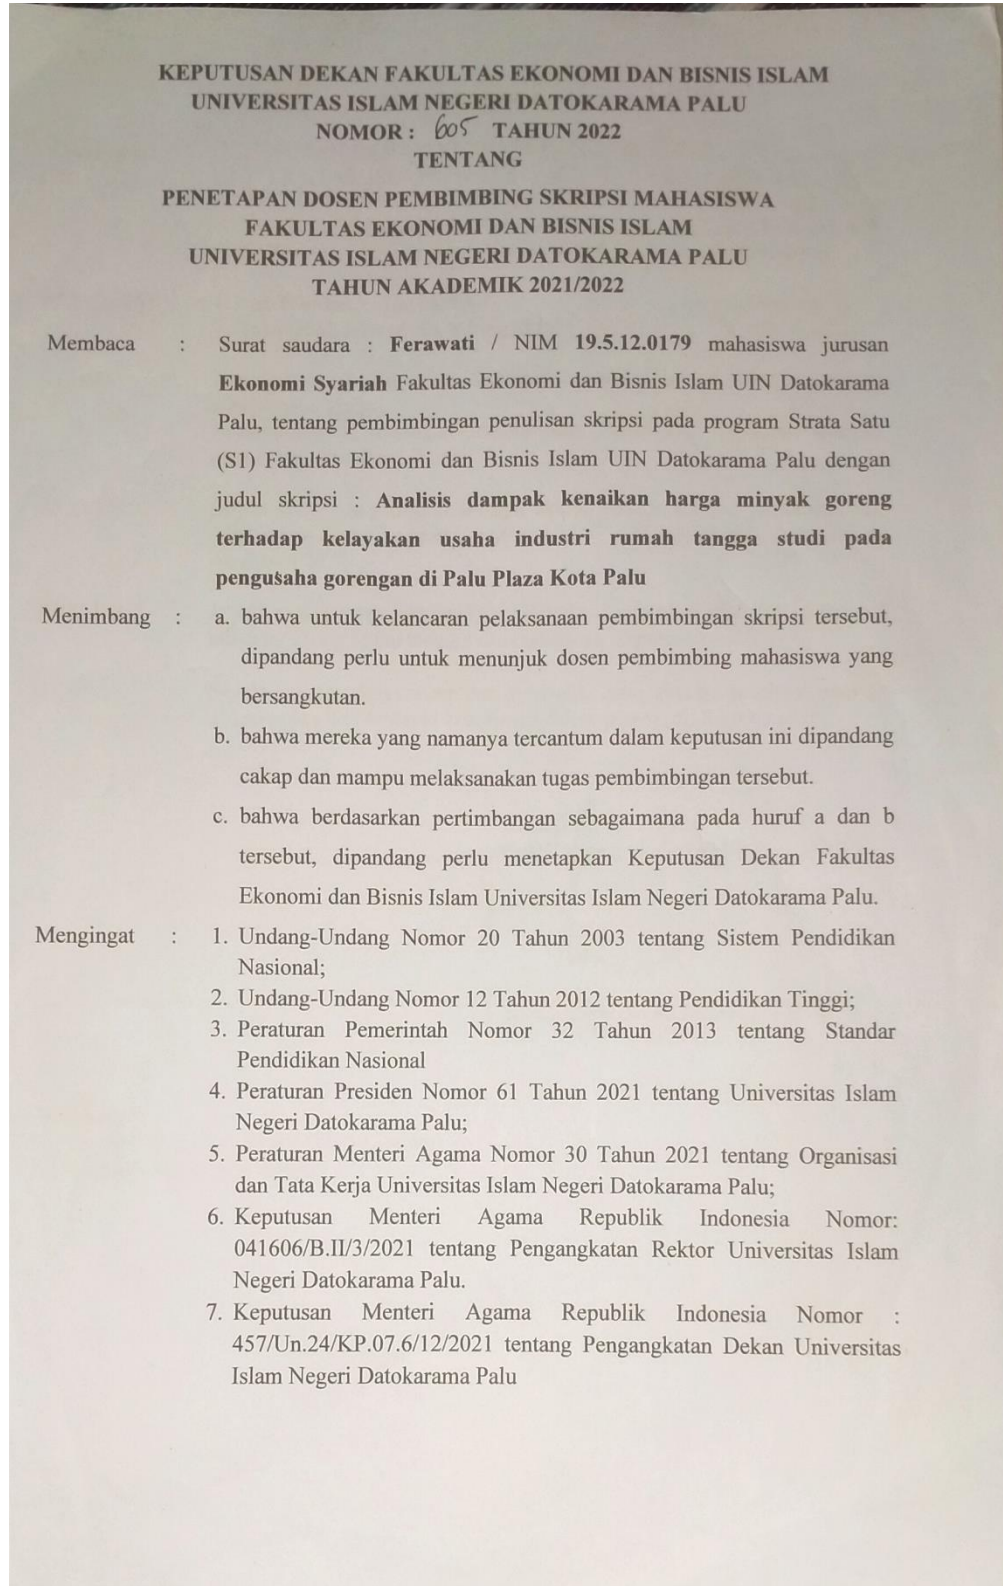 KEPUTUSAN DEKAN FAKULTAS EKONOMI DAN BISNIS ISLAM
UNIVERSITAS ISLAM NEGERI DATOKARAMA PALU
NOMOR : 605 TAHUN 2022
TENTANG
PENETAPAN DOSEN PEMBIMBING SKRIPSI MAHASISWA
FAKULTAS EKONOMI DAN BISNIS ISLAM
UNIVERSITAS ISLAM NEGERI DATOKARAMA PALU
TAHUN AKADEMIK 2021/2022
Membaca : Surat saudara : Ferawati / NIM 19.5.12.0179 mahasiswa jurusan
Ekonomi Syariah Fakultas Ekonomi dan Bisnis Islam UIN Datokarama
Palu, tentang pembimbingan penulisan skripsi pada program Strata Satu
(S1) Fakultas Ekonomi dan Bisnis Islam UIN Datokarama Palu dengan
judul skripsi : Analisis dampak kenaikan harga minyak goreng
terhadap kelayakan usaha industri rumah tangga studi pada
pengusaha gorengan di Palu Plaza Kota Palu
Menimbang : a. bahwa untuk kelancaran pelaksanaan pembimbingan skripsi tersebut,
dipandang perlu untuk menunjuk dosen pembimbing mahasiswa yang
bersangkutan.
b. bahwa mereka yang namanya tercantum dalam keputusan ini dipandang
cakap dan mampu melaksanakan tugas pembimbingan tersebut.
c. bahwa berdasarkan pertimbangan sebagaimana pada huruf a dan b
tersebut, dipandang perlu menetapkan Keputusan Dekan Fakultas
Ekonomi dan Bisnis Islam Universitas Islam Negeri Datokarama Palu.
Mengingat : 1. Undang-Undang Nomor 20 Tahun 2003 tentang Sistem Pendidikan
Nasional;
2. Undang-Undang Nomor 12 Tahun 2012 tentang Pendidikan Tinggi;
3. Peraturan Pemerintah Nomor 32 Tahun 2013 tentang Standar
Pendidikan Nasional
4. Peraturan Presiden Nomor 61 Tahun 2021 tentang Universitas Islam
Negeri Datokarama Palu;
5. Peraturan Menteri Agama Nomor 30 Tahun 2021 tentang Organisasi
dan Tata Kerja Universitas Islam Negeri Datokarama Palu;
6. Keputusan Menteri Agama Republik Indonesia Nomor:
041606/B.II/3/2021 tentang Pengangkatan Rektor Universitas Islam
Negeri Datokarama Palu.
7. Keputusan Menteri Agama Republik Indonesia Nomor :
457/Un.24/KP.07.6/12/2021 tentang Pengangkatan Dekan Universitas
Islam Negeri Datokarama Palu